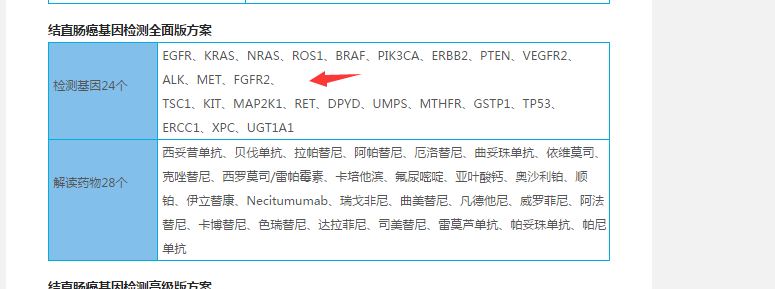 结直肠癌基因检测全面版方案
检测基因24个
EGFR、KRAS、NRAS、ROS1、BRAF、PIK3CA、ERBB2、PTEN、VEGFR2、
ALK、MET、FGFR2、
TSC1、KIT、MAP2K1、RET、DPYD、UMPS、MTHFR、GSTP1、TP53、
ERCC1、XPC、UGT1A1
解读药物28个
西妥昔单抗、贝伐单抗、拉帕替尼、阿帕替尼、厄洛替尼、曲妥珠单抗、依维莫司、
克唑替尼、西罗莫司/雷帕霉素、卡培他滨、氟尿嘧啶、亚叶酸钙、奥沙利铂、顺
铂、伊立替康、Necitumumab、瑞戈非尼、曲美替尼、凡德他尼、威罗菲尼、阿法
替尼、卡博替尼、色瑞替尼、达拉菲尼、司美替尼、雷莫芦单抗、帕妥珠单抗、帕尼
单抗
结直肠癌基因检测高级版方案